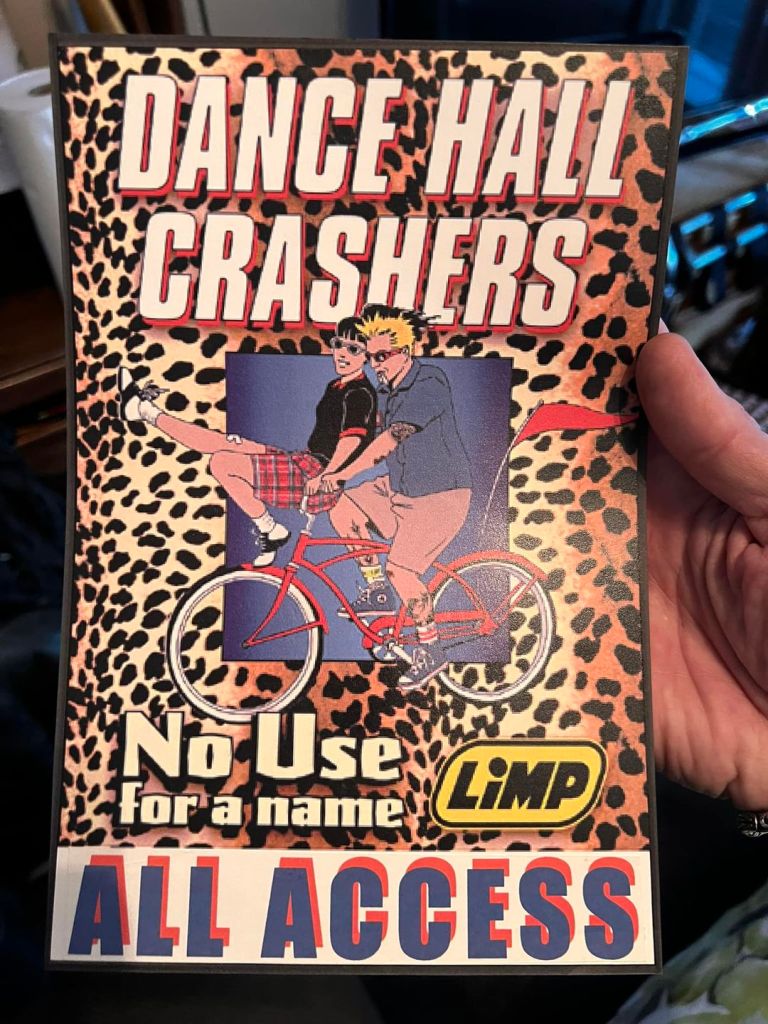 DANCE HALL
CRASHERS
No Use
for a name
LiMP
ALL ACCESS